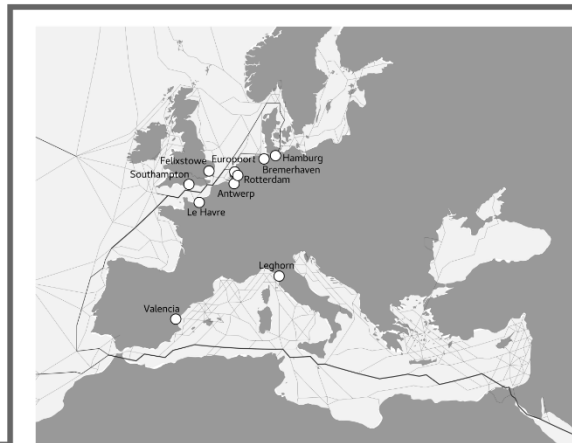 Felixstowe
Europoort
Hamburg
Bremerhaven
Southampton
Rotterdam
Antwerp
Le Havre
Leghorn
Valencia